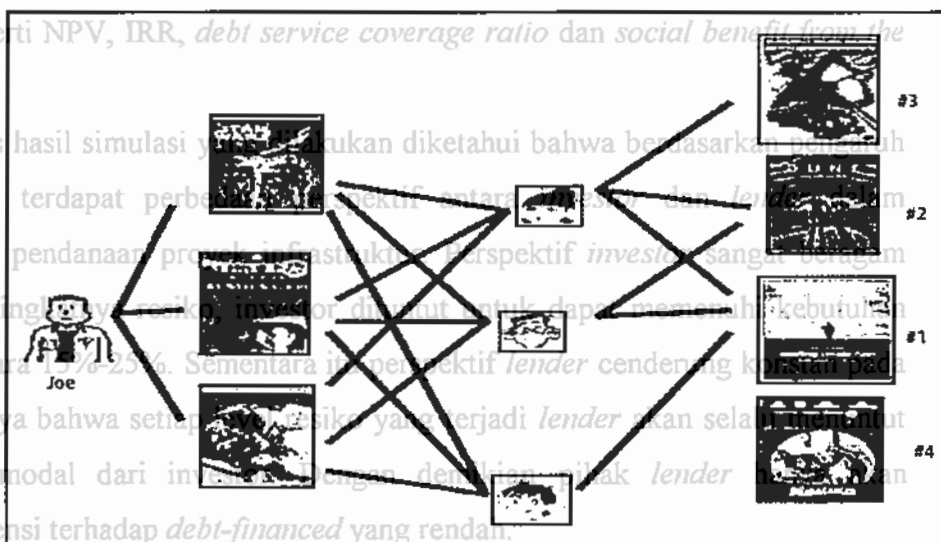 erti NPV, IRR, debt service coverage ratio dan social benefit from the
#3
hasil simulasi yang dilakukan diketahui bahwa berdasarkan pengaruh
terdapat perbedaan perspektif antara investor dan lender dalam
#2
pendanaan proyek infrastruktur. Perspektif investor sangat beragam
resiko, investor dituntut untuk dapat memenuhi kebutuhan
#1
Joe
ara 15%-25%. Sementara itu perspektif lender cenderung konstan pada
ya bahwa setiap level resiko yang terjadi lender akan selalu menuntut
modal dari investor. Dengan demikian pihak lender akan
#4
ensi terhadap debt-financed yang rendah.